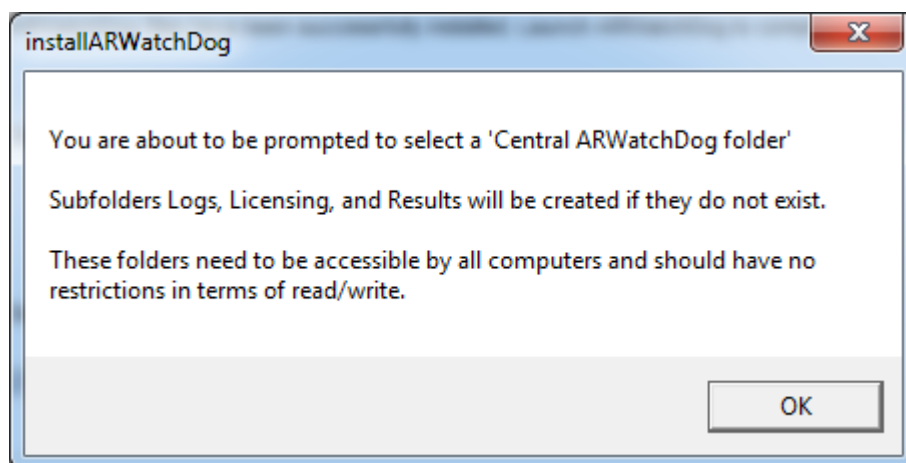 installARWatchDog
You are about to be prompted to select a 'Central ARWatchDog folder'
Subfolders Logs, Licensing, and Results will be created if they do not exist.
These folders need to be accessible by all computers and should have no
restrictions in terms of read/write.
OK